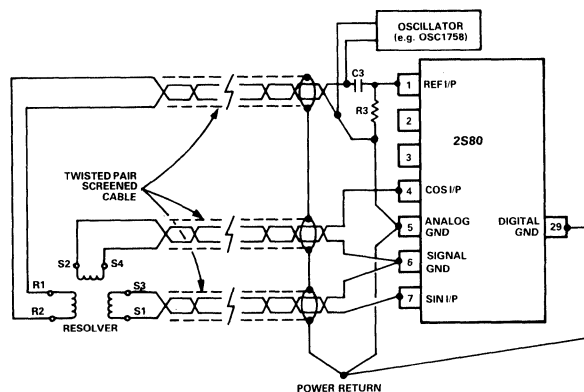 OSCILLATOR
(e.g. OSC1758)
C3
1
REF I/P
R3
2
2S80
3
TWISTED PAIR
SCREENED
CABLE
4
COS I/P
5
ANALOG
GND
DIGITAL
GND
29
S2
S4
6
SIGNAL
GND
R1
S3
7
SIN I/P
R2
S1
RESOLVER
POWER RETURN